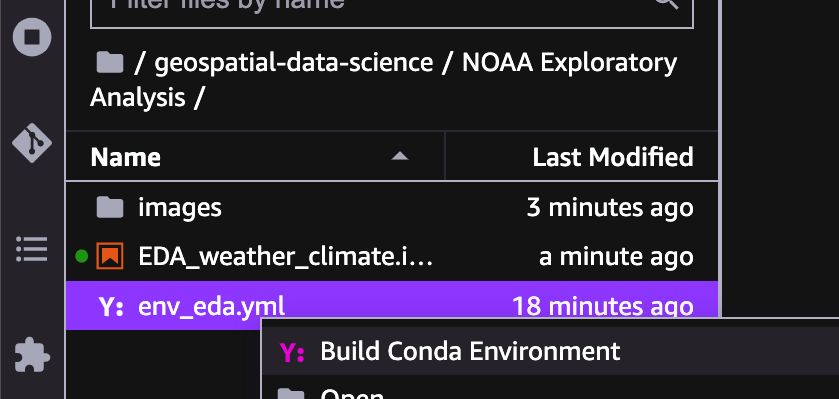 Filter files by name
/ geospatial-data-science / NOAA Exploratory
Analysis /
Name Last Modified
images 3 minutes ago
EDA_weather_climate.i... a minute ago
Y: env_eda.yml 18 minutes ago
Y: Build Conda Environment
Open